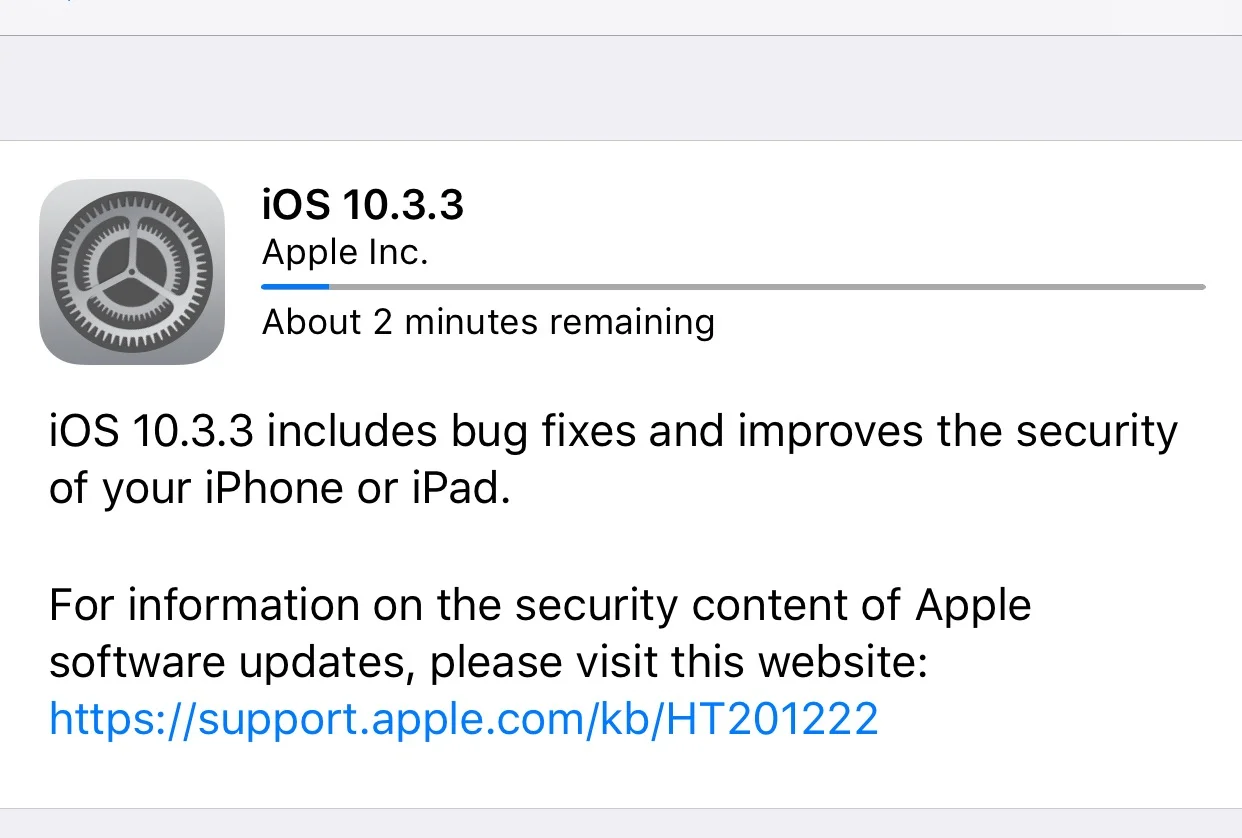 iOS 10.3.3
Apple Inc.
About 2 minutes remaining
iOS 10.3.3 includes bug fixes and improves the security
of your iPhone or iPad.
For information on the security content of Apple
software updates, please visit this website:
https://support.apple.com/kb/HT201222